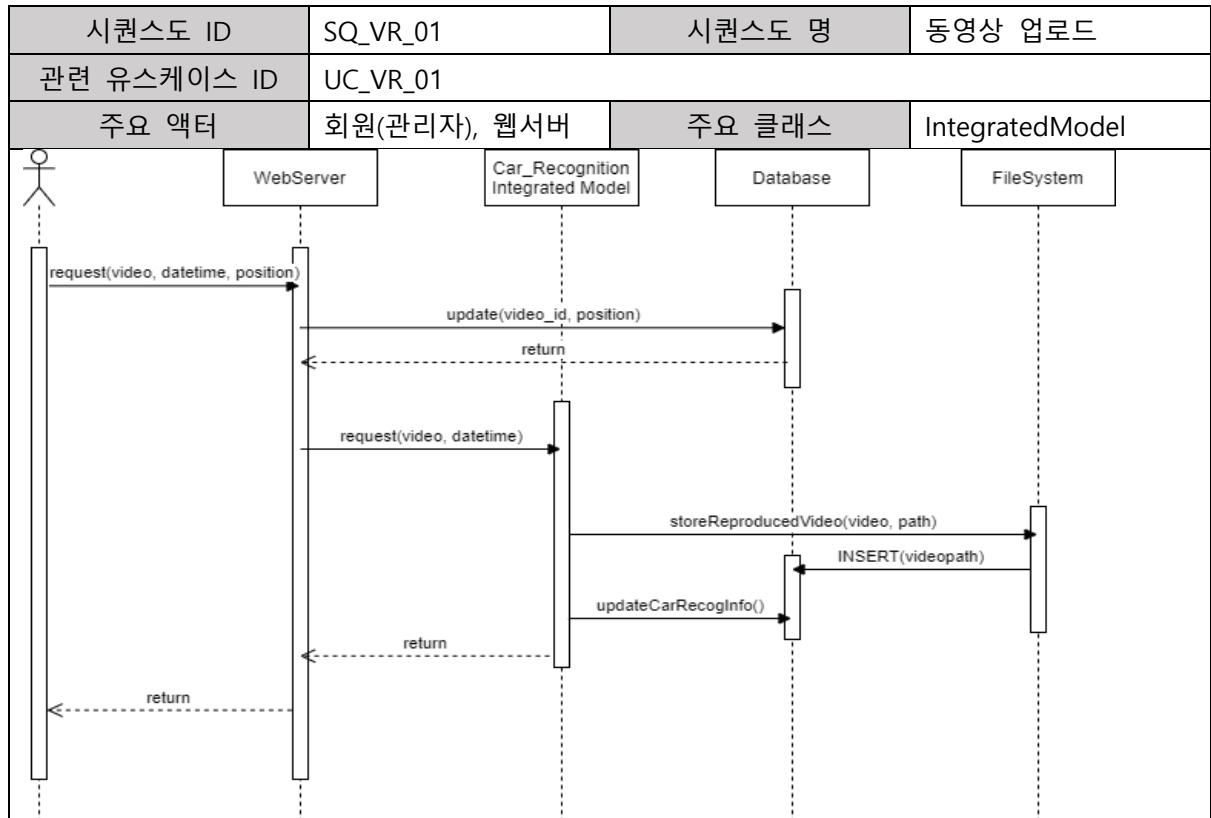 시퀀스도 ID
SQ_VR_01
시퀀스도 명
동영상 업로드
관련 유스케이스 ID
UC_VR_01
주요 액터
회원(관리자), 웹서버
주요 클래스
IntegratedModel
WebServer
Car_Recognition
Integrated Model
Database
FileSystem
request(video, datetime, position)
update(video_id, position)
return
request(video, datetime)
storeReproducedVideo(video, path)
INSERT(videopath)
updateCarRecogInfo()
return
return